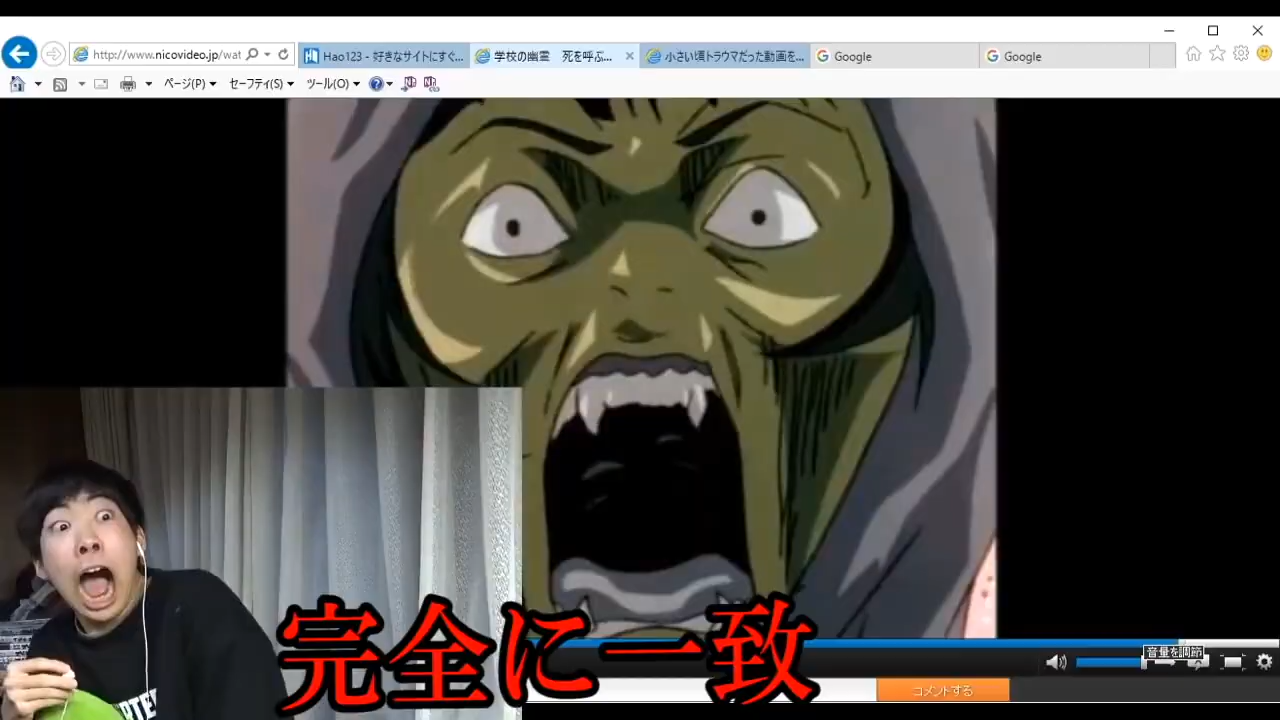 http://www.nicovideo.jp/wat
Hao123 - 好きなサイトにすぐ...
学校の幽霊 死を呼ぶ...
小さい頃トラウマだった動画を...
Google
Google
ページ(P)
セーフティ(S)
ツール(O)
完全に一致
音量を調節
コメントする